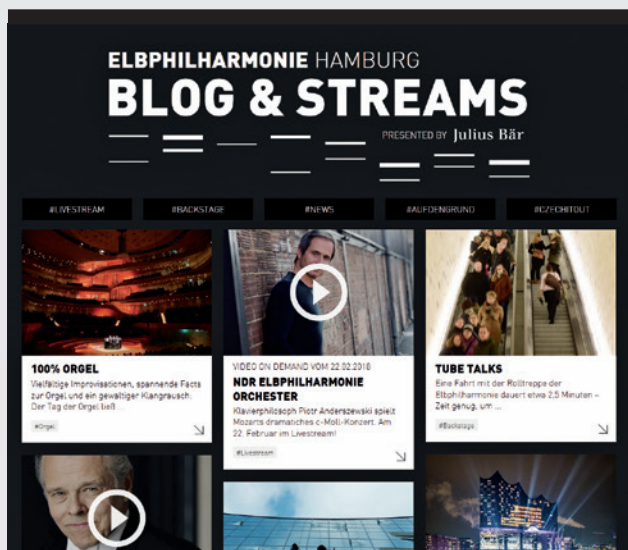 ELBPHILHARMONIE HAMBURG
BLOG & STREAMS
PRESENTED BY Julius Bär
#LIVESTREAM #BACKSTAGE #NEWS #AUFDENGRUND #CZECHITOUT
100% ORGEL
Vielfältige Improvisationen, spannende Facts
zur Orgel und ein gewaltiger Klangrausch:
Der Tag der Orgel ließ ...
#Orgel
VIDEO ON DEMAND VOM 22.02.2018
NDR ELBPHILHARMONIE
ORCHESTER
Klavierphilosoph Piotr Anderszewski spielt
Mozarts dramatisches c-Moll-Konzert. Am
22. Februar im Livestream!
#Livestream
TUBE TALKS
Eine Fahrt mit der Rolltreppe der
Elbphilharmonie dauert etwa 2,5 Minuten –
Zeit genug, um ...
#Backstage